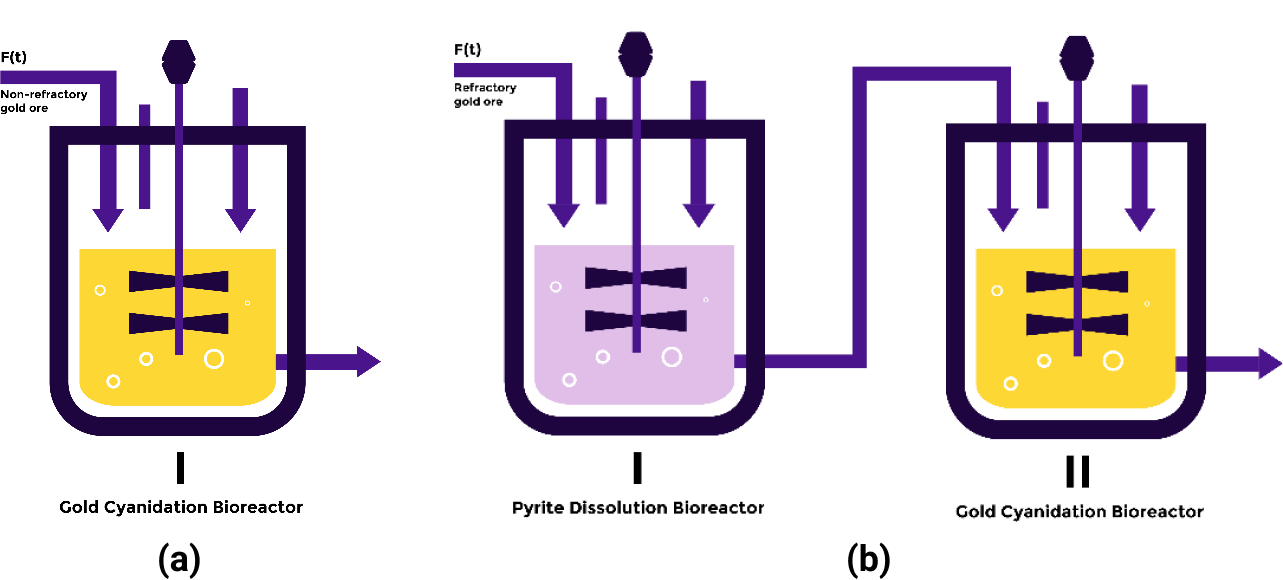 F(t)
Non-refractory
gold ore
I
Gold Cyanidation Bioreactor
(a)
F(t)
Refractory
gold ore
I
Pyrite Dissolution Bioreactor
II
Gold Cyanidation Bioreactor
(b)